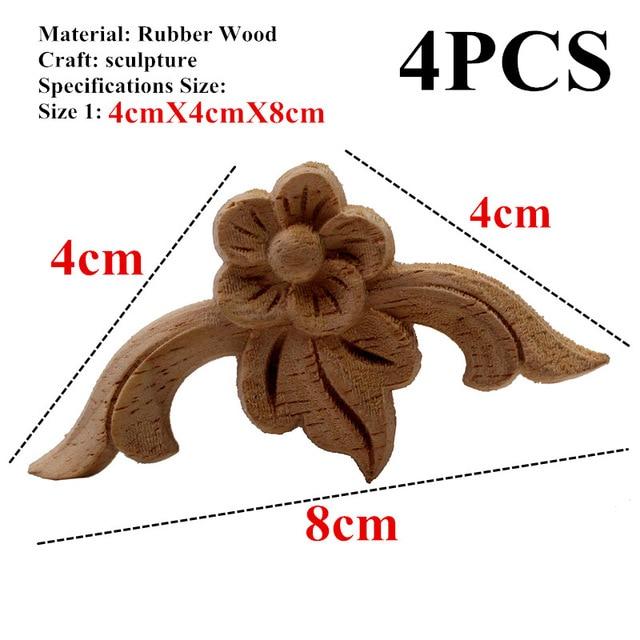 Material: Rubber Wood
Craft: sculpture
Specifications Size:
Size 1: 4cmX4cmX8cm
4PCS
4cm
4cm
8cm